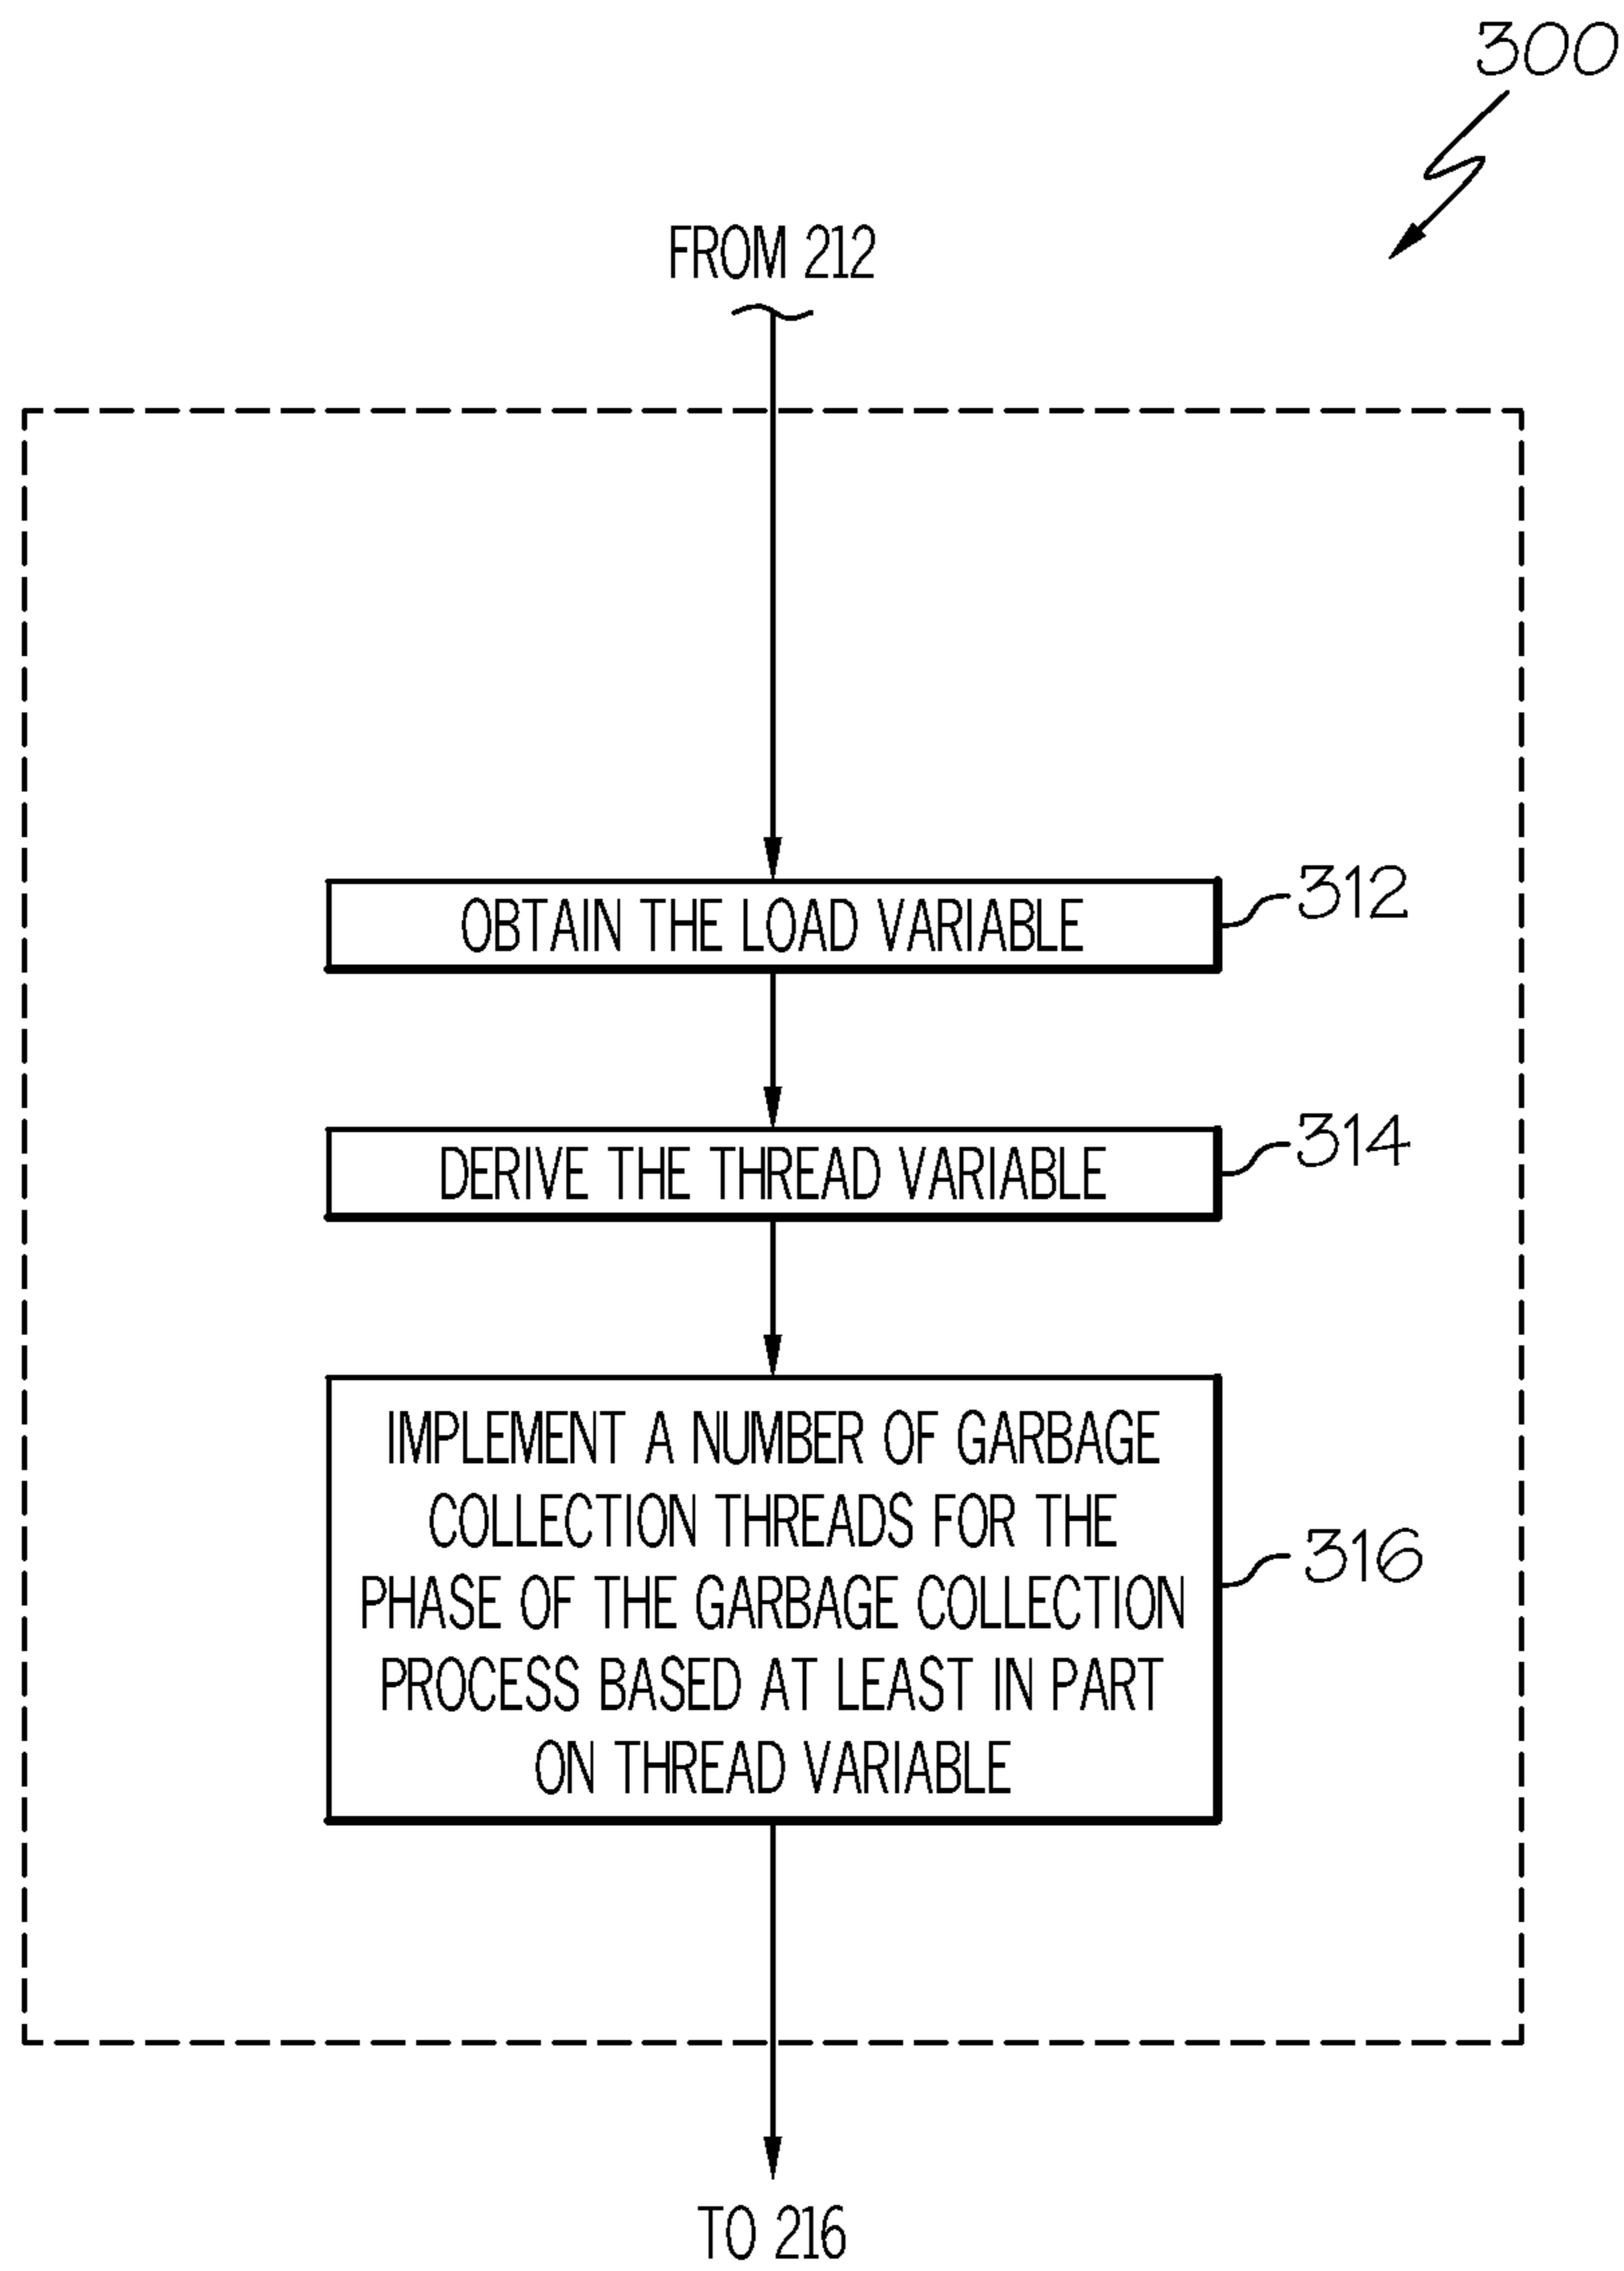 300
FROM 212
OBTAIN THE LOAD VARIABLE
312
DERIVE THE THREAD VARIABLE
314
IMPLEMENT A NUMBER OF GARBAGE
COLLECTION THREADS FOR THE
PHASE OF THE GARBAGE COLLECTION
PROCESS BASED AT LEAST IN PART
ON THREAD VARIABLE
316
TO 216